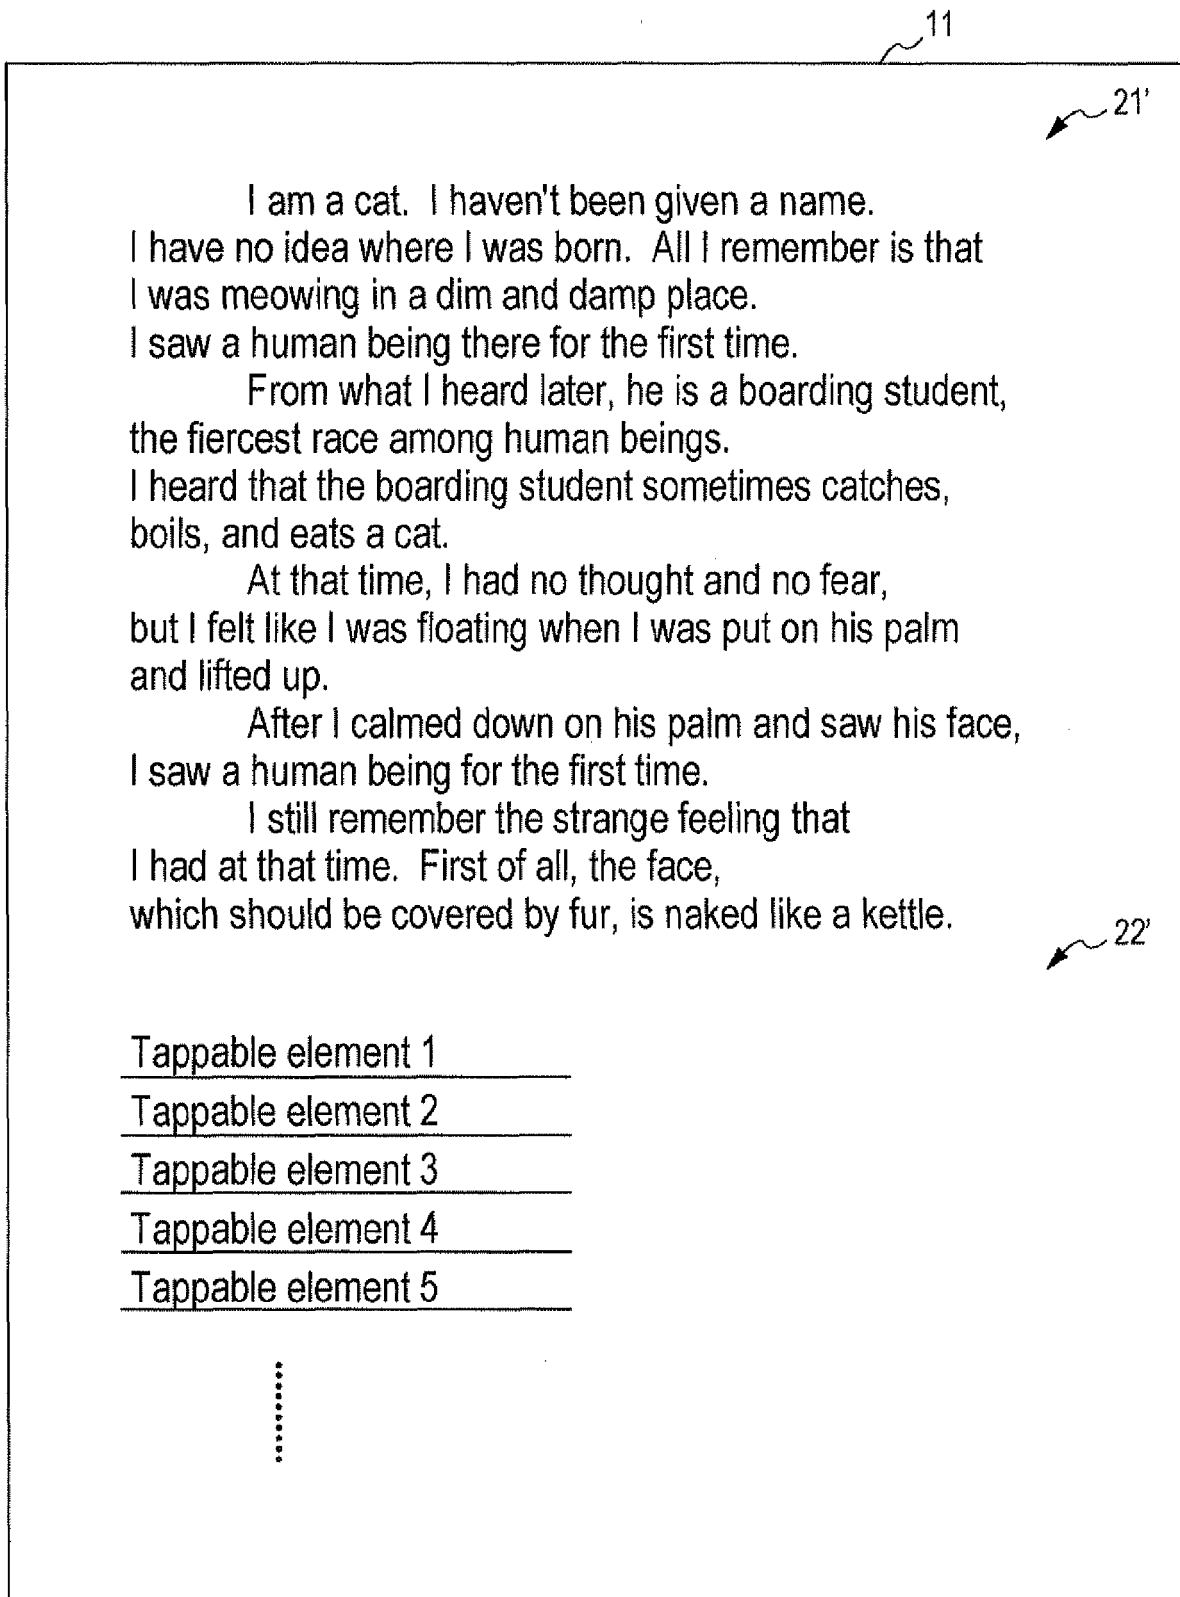 11
21'
I am a cat.  I haven't been given a name.
I have no idea where I was born.  All I remember is that
I was meowing in a dim and damp place.
I saw a human being there for the first time.
From what I heard later, he is a boarding student,
the fiercest race among human beings.
I heard that the boarding student sometimes catches,
boils, and eats a cat.
At that time, I had no thought and no fear,
but I felt like I was floating when I was put on his palm
and lifted up.
After I calmed down on his palm and saw his face,
I saw a human being for the first time.
I still remember the strange feeling that
I had at that time.  First of all, the face,
which should be covered by fur, is naked like a kettle.
22'
Tappable element 1
Tappable element 2
Tappable element 3
Tappable element 4
Tappable element 5